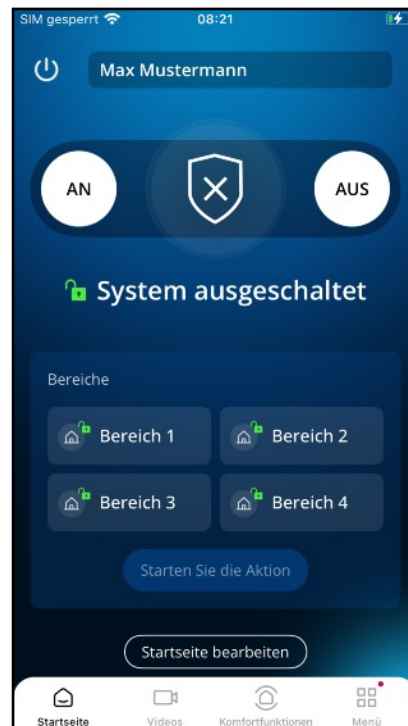 SIM gesperrt 08:21
Max Mustermann
AN AUS
System ausgeschaltet
Bereiche
Bereich 1 Bereich 2
Bereich 3 Bereich 4
Starten Sie die Aktion
Startseite bearbeiten
Startseite Videos Komfortfunktionen Menü